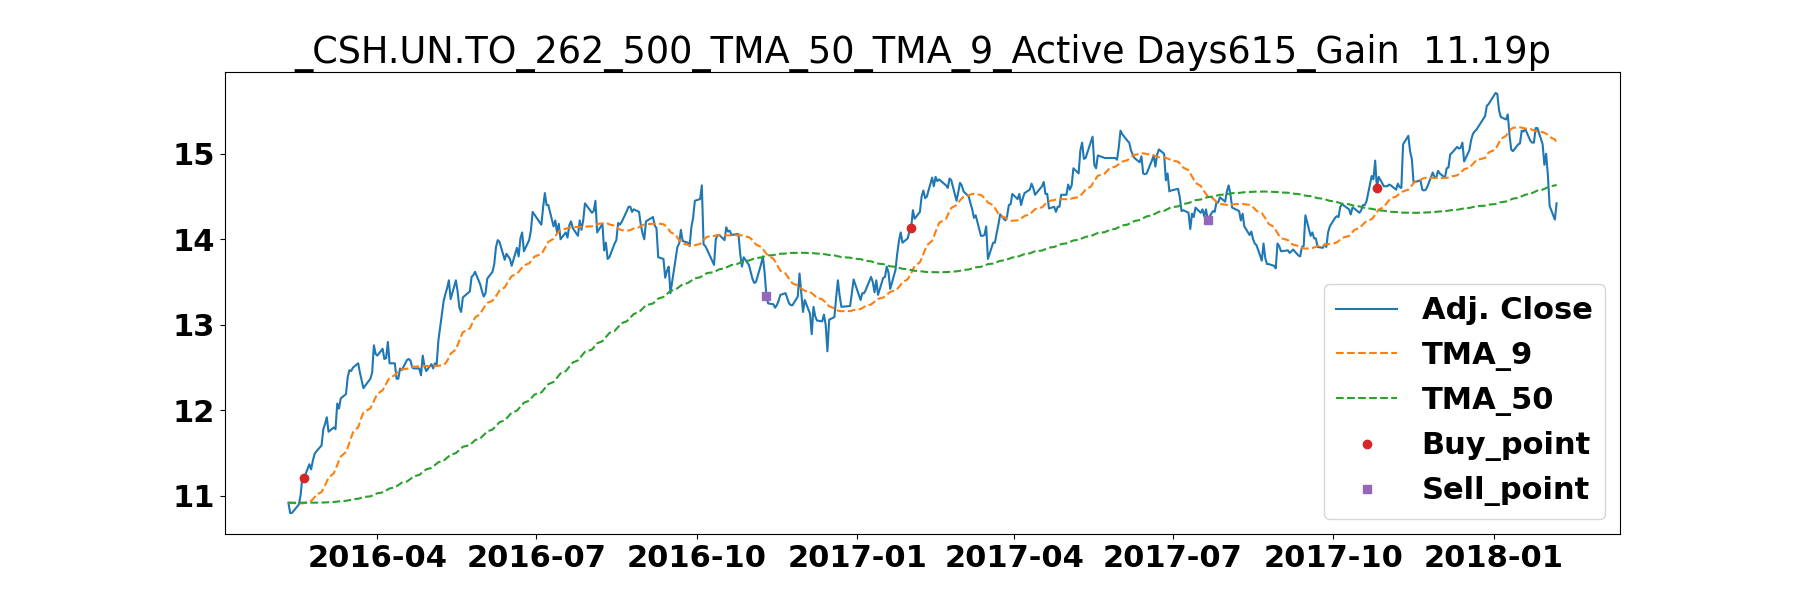 _CSH.UN.TO_262_500_TMA_50_TMA_9_Active Days615_Gain  11.19p
15
14
13
12
11
Adj. Close
TMA_9
TMA_50
Buy_point
Sell_point
2016-04 2016-07 2016-10 2017-01 2017-04 2017-07 2017-10 2018-01